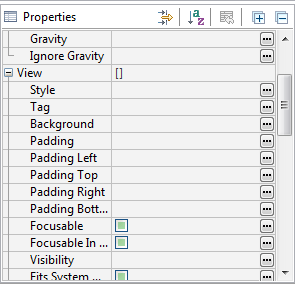 Properties
Gravity
Ignore Gravity
View []
Style
Tag
Background
Padding
Padding Left
Padding Top
Padding Right
Padding Bott...
Focusable
Focusable In ...
Visibility
Fits System ...